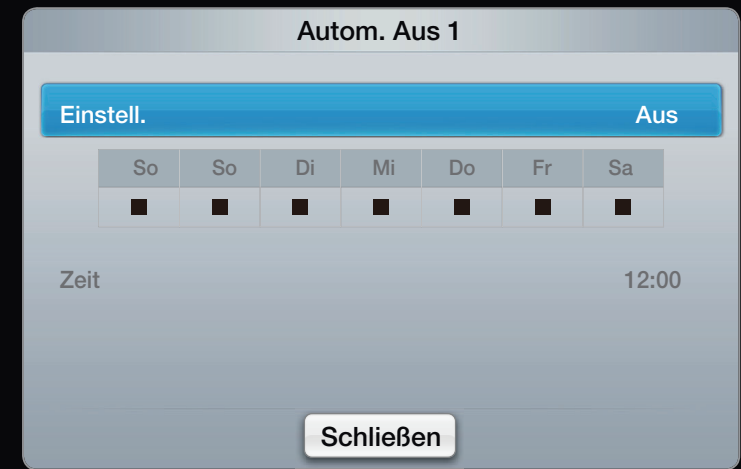 Autom. Aus 1
Einstell. Aus
So So Di Mi Do Fr Sa
Zeit 12:00
Schließen